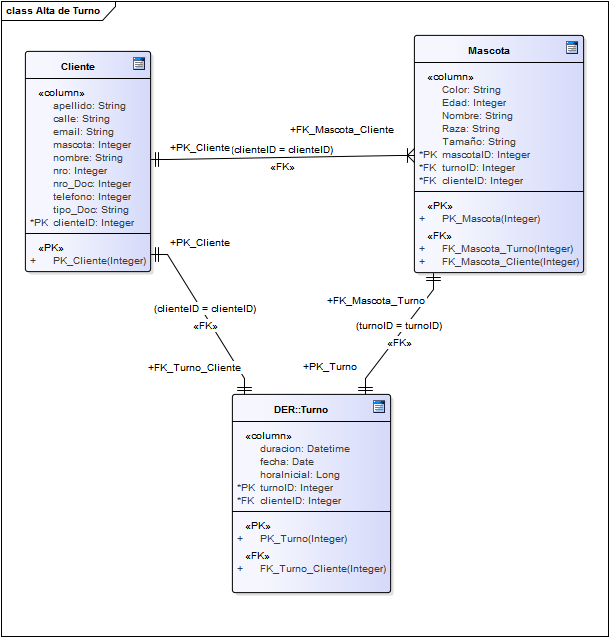 class Alta de Turno
Cliente
«column»
apellido: String
calle: String
email: String
mascota: Integer
nombre: String
nro: Integer
nro_Doc: Integer
telefono: Integer
tipo_Doc: String
*PK clienteID: Integer
«PK»
+ PK_Cliente(Integer)
Mascota
«column»
Color: String
Edad: Integer
Nombre: String
Raza: String
Tamaño: String
*PK mascotaID: Integer
*FK turnoID: Integer
*FK clienteID: Integer
«PK»
+ PK_Mascota(Integer)
«FK»
+ FK_Mascota_Turno(Integer)
+ FK_Mascota_Cliente(Integer)
+FK_Mascota_Cliente
+PK_Cliente
(clienteID = clienteID)
«FK»
+PK_Cliente
(clienteID = clienteID)
«FK»
+FK_Turno_Cliente
+FK_Mascota_Turno
(turnoID = turnoID)
«FK»
+PK_Turno
DER::Turno
«column»
duracion: Datetime
fecha: Date
horaInicial: Long
*PK turnoID: Integer
*FK clienteID: Integer
«PK»
+ PK_Turno(Integer)
«FK»
+ FK_Turno_Cliente(Integer)